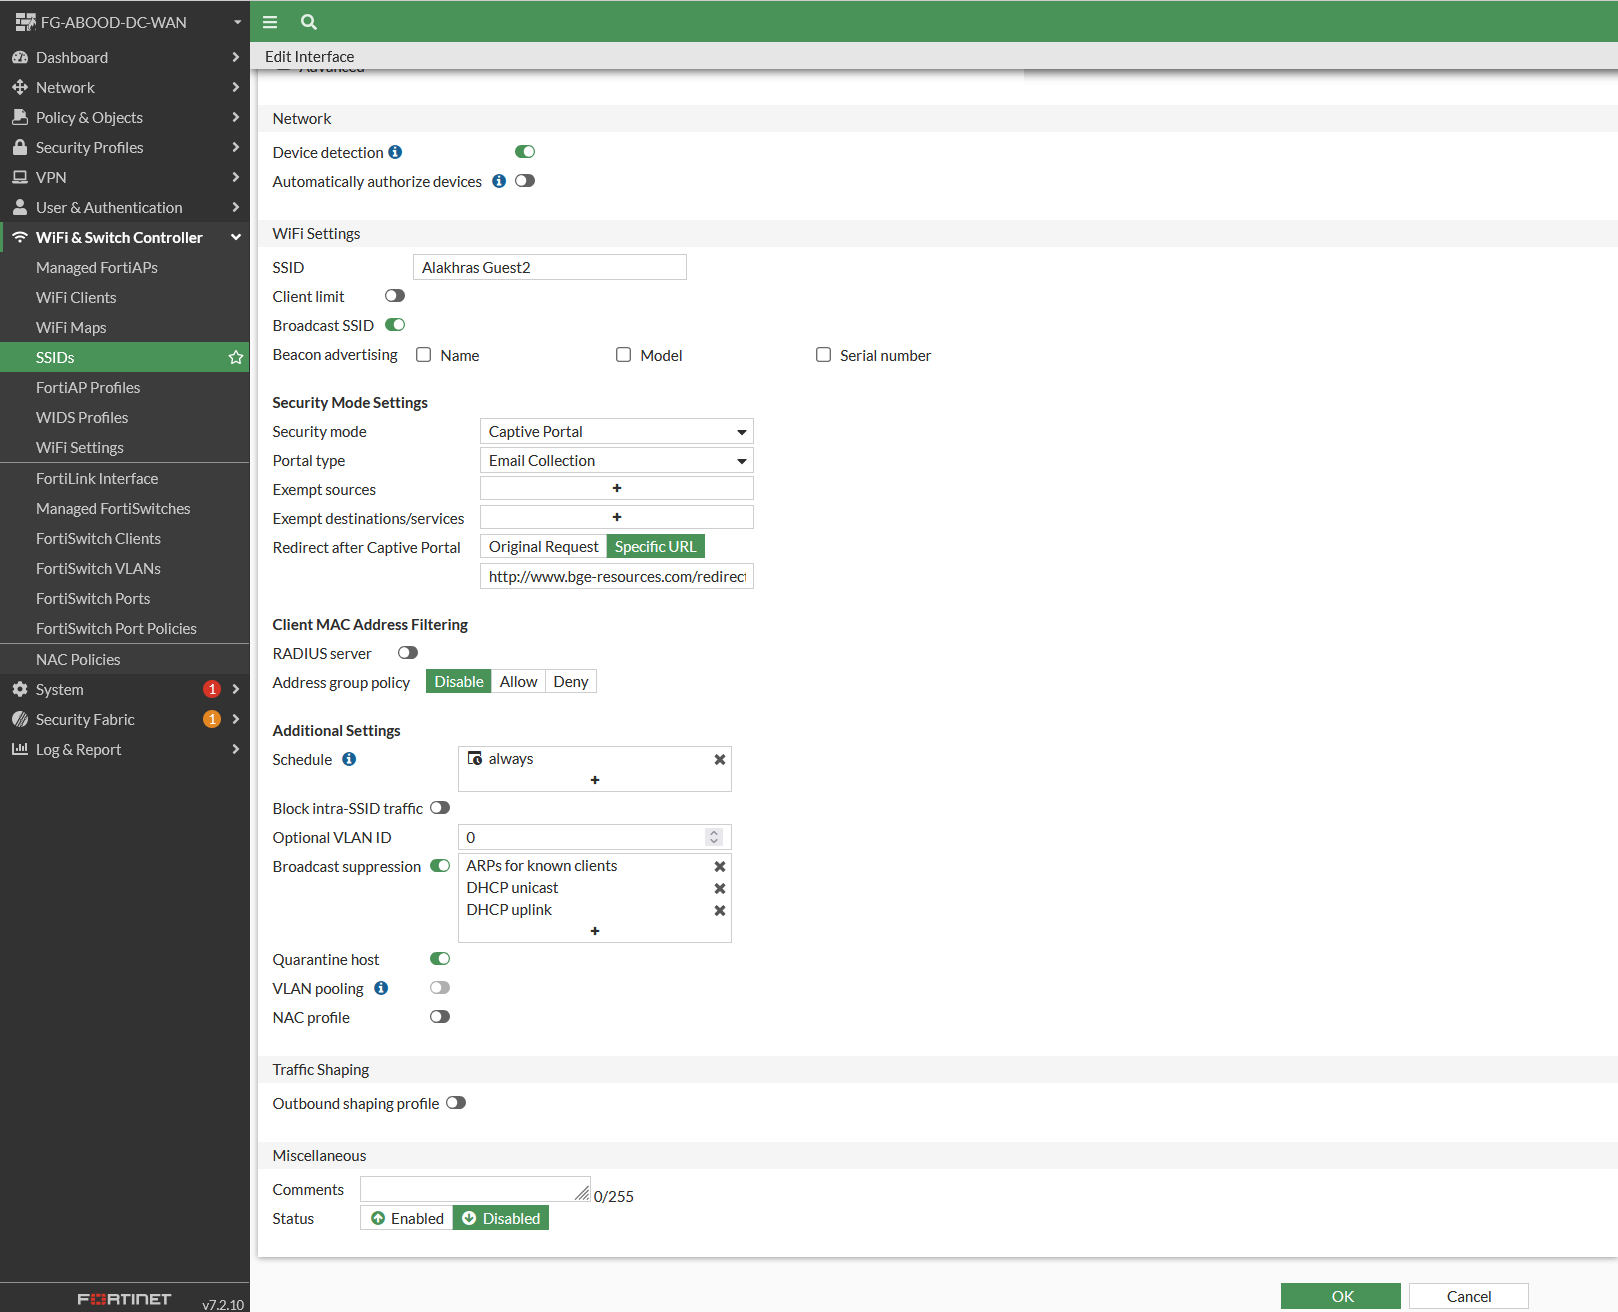 FG-ABOOD-DC-WAN
Dashboard
Network
Policy & Objects
Security Profiles
VPN
User & Authentication
WiFi & Switch Controller
Managed FortiAPs
WiFi Clients
WiFi Maps
SSIDs
FortiAP Profiles
WIDS Profiles
WiFi Settings
FortiLink Interface
Managed FortiSwitches
FortiSwitch Clients
FortiSwitch VLANs
FortiSwitch Ports
FortiSwitch Port Policies
NAC Policies
System 1
Security Fabric 1
Log & Report
FORTINET v7.2.10
Edit Interface
Advanced
Network
Device detection
Automatically authorize devices
WiFi Settings
SSID Alakhras Guest2
Client limit
Broadcast SSID
Beacon advertising Name Model Serial number
Security Mode Settings
Security mode Captive Portal
Portal type Email Collection
Exempt sources +
Exempt destinations/services +
Redirect after Captive Portal Original Request Specific URL
http://www.bge-resources.com/redirect
Client MAC Address Filtering
RADIUS server
Address group policy Disable Allow Deny
Additional Settings
Schedule always
+
Block intra-SSID traffic
Optional VLAN ID 0
Broadcast suppression ARPs for known clients
DHCP unicast
DHCP uplink
+
Quarantine host
VLAN pooling
NAC profile
Traffic Shaping
Outbound shaping profile
Miscellaneous
Comments 0/255
Status Enabled Disabled
OK Cancel